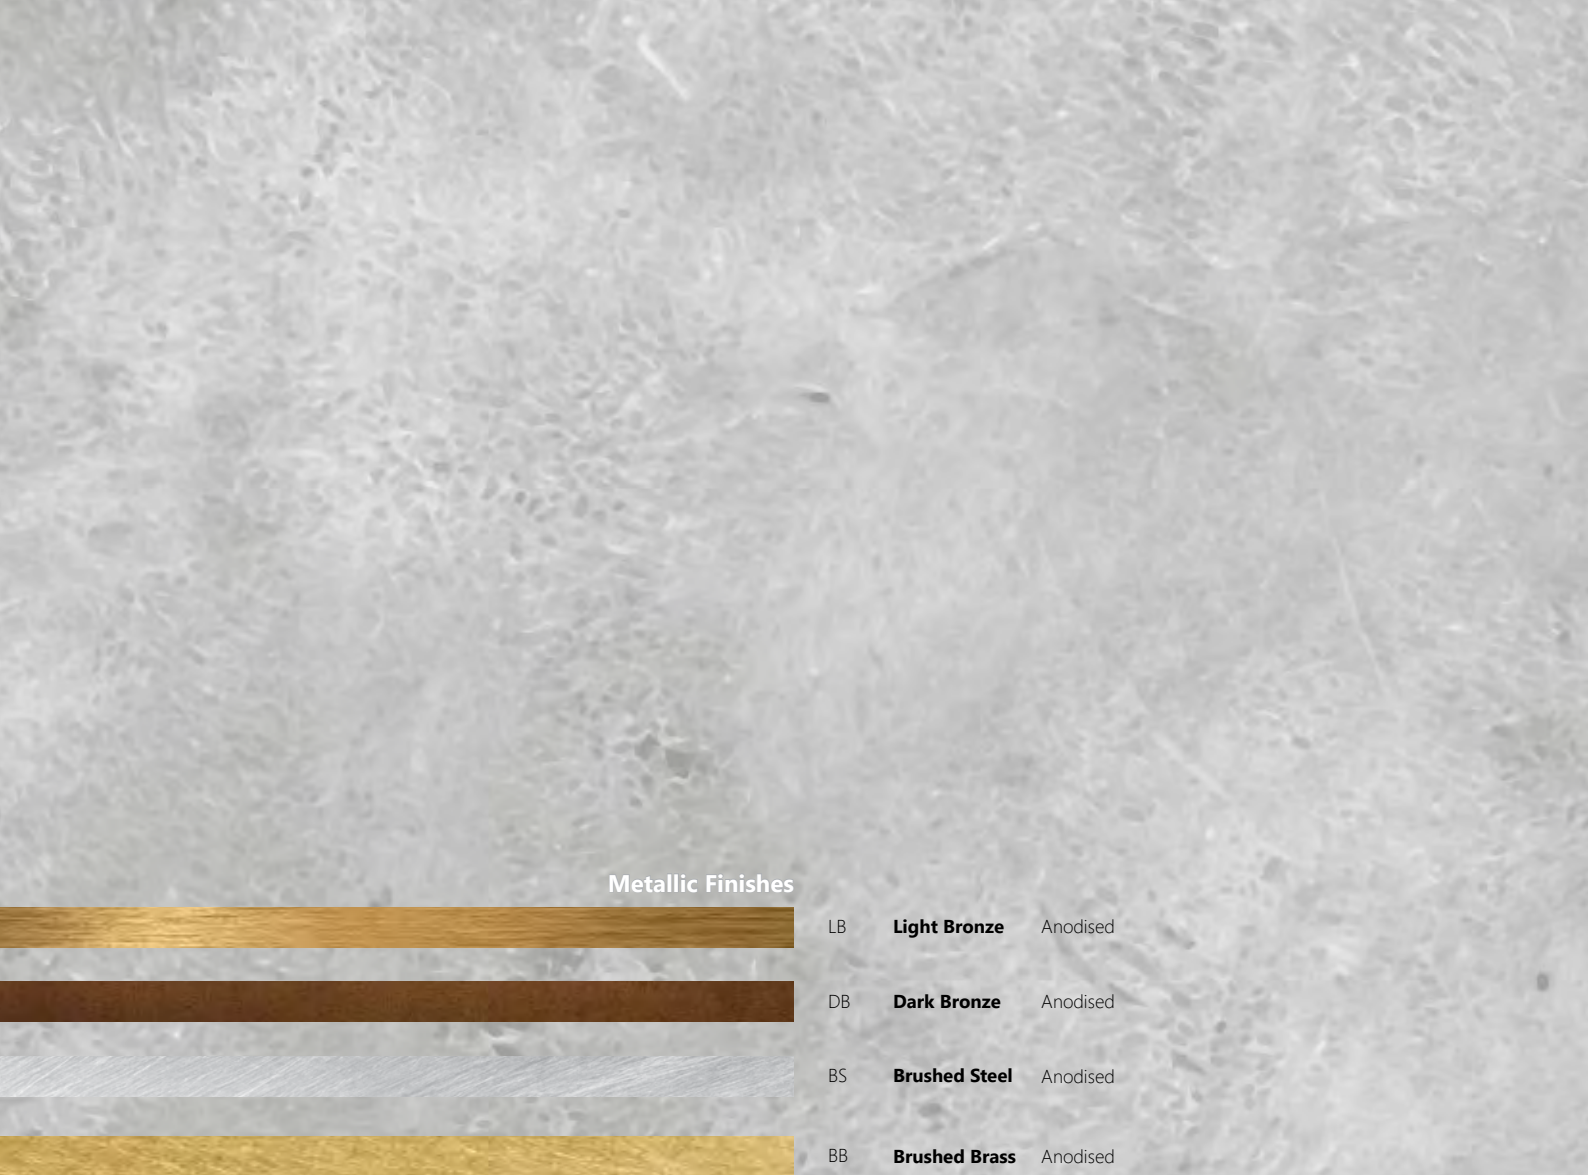 Metallic Finishes
LB Light Bronze Anodised
DB Dark Bronze Anodised
BS Brushed Steel Anodised
BB Brushed Brass Anodised